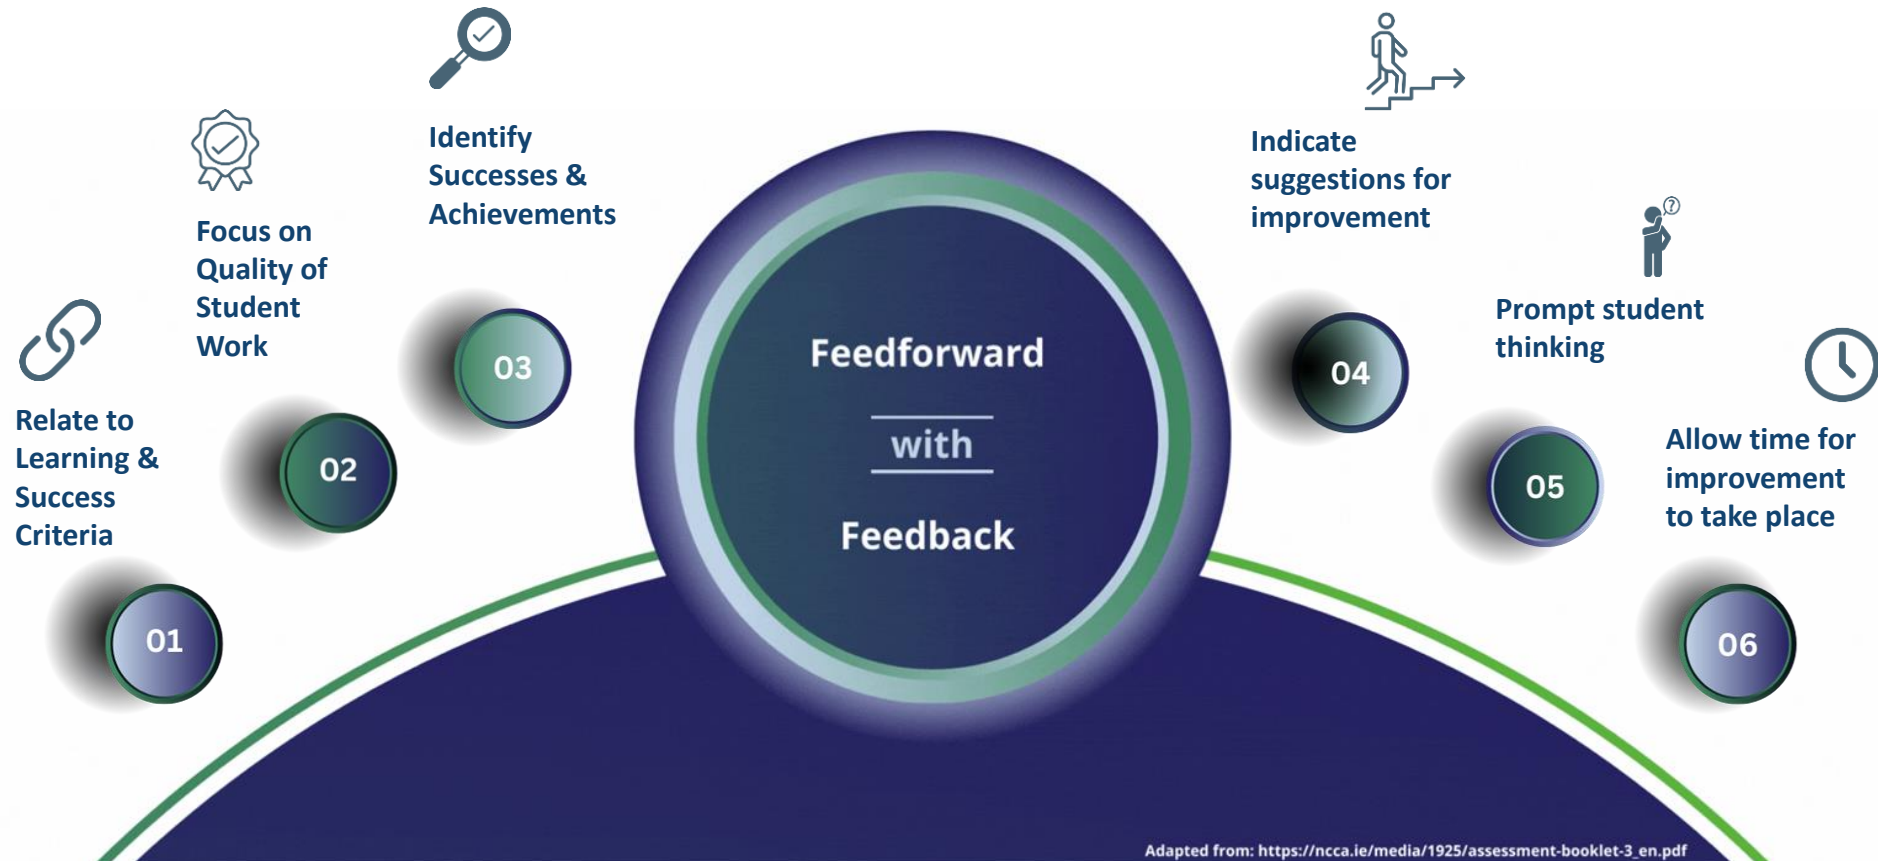 Relate to
Learning &
Success
Criteria
01
Focus on
Quality of
Student
Work
02
Identify
Successes &
Achievements
03
Feedforward
with
Feedback
Indicate
suggestions for
improvement
04
?
Prompt student
thinking
05
Allow time for
improvement
to take place
06
Adapted from: https://ncca.ie/media/1925/assessment-booklet-3_en.pdf